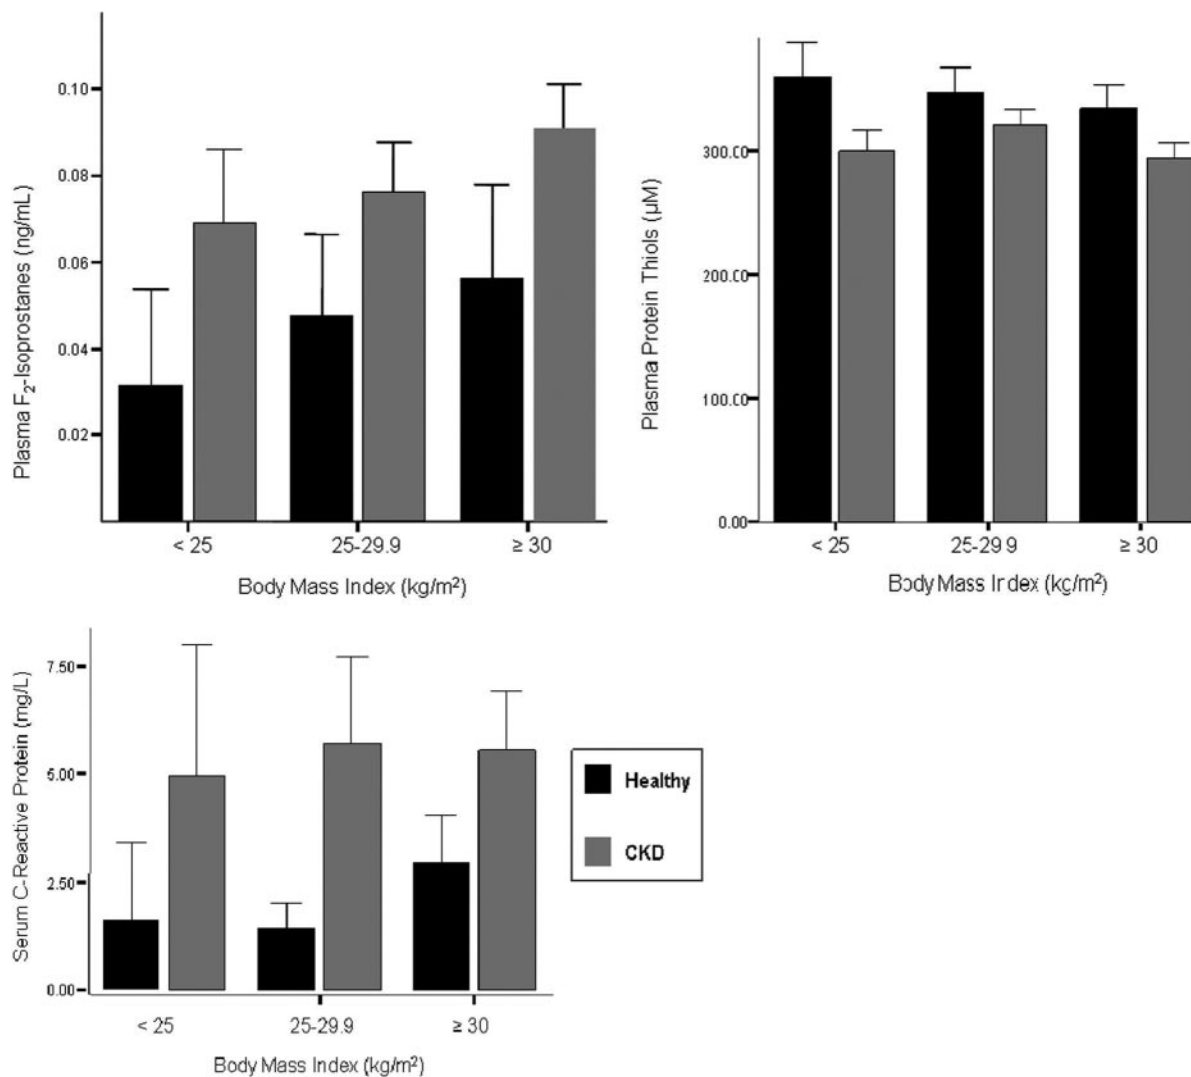 Plasma F₂-Isoprostanes (ng/mL)
0.10
0.08
0.06
0.04
0.02
< 25
25-29.9
≥ 30
Body Mass Index (kg/m²)
Plasma Protein Thiols (µM)
300.00
200.00
100.00
0.00
< 25
25-29.9
≥ 30
Body Mass Index (kg/m²)
Serum C-Reactive Protein (mg/L)
7.50
5.00
2.50
0.00
< 25
25-29.9
≥ 30
Body Mass Index (kg/m²)
Healthy
CKD